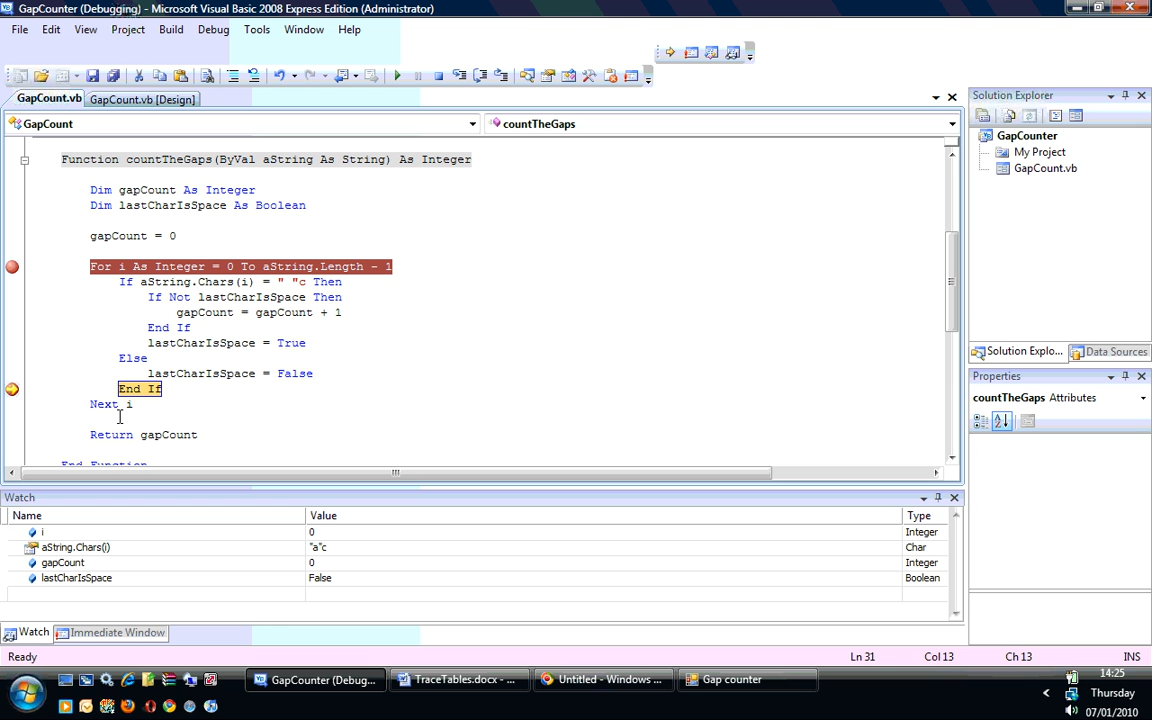 GapCounter (Debugging) - Microsoft Visual Basic 2008 Express Edition (Administrator)
File Edit View Project Build Debug Tools Window Help
GapCount.vb GapCount.vb [Design]
GapCount countTheGaps
Function countTheGaps(ByVal aString As String) As Integer
Dim gapCount As Integer
Dim lastCharIsSpace As Boolean
gapCount = 0
For i As Integer = 0 To aString.Length - 1
If aString.Chars(i) = " "c Then
If Not lastCharIsSpace Then
gapCount = gapCount + 1
End If
lastCharIsSpace = True
Else
lastCharIsSpace = False
End If
Next i
Return gapCount
End Function
Solution Explorer
GapCounter
My Project
GapCount.vb
Solution Explo... Data Sources
Properties
countTheGaps Attributes
Watch
Name Value Type
i 0 Integer
aString.Chars(i) "a"c Char
gapCount 0 Integer
lastCharIsSpace False Boolean
Watch Immediate Window
Ready Ln 31 Col 13 Ch 13 INS
GapCounter (Debug... TraceTables.docx - ... Untitled - Windows ... Gap counter
14:25
Thursday
07/01/2010